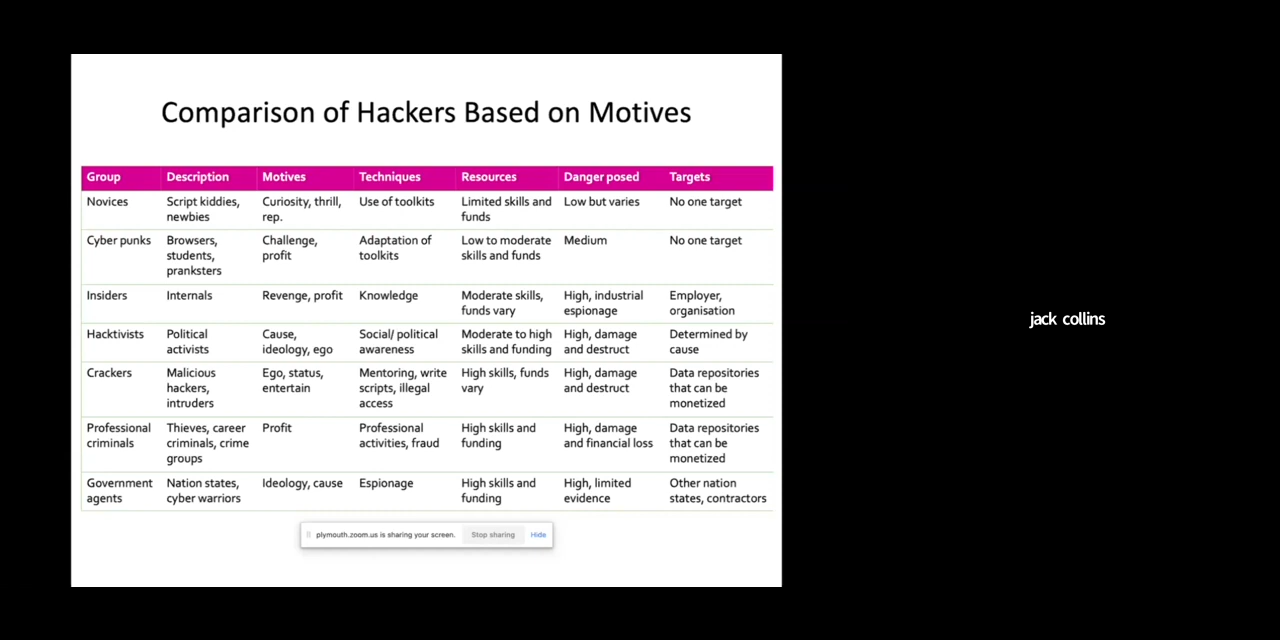 Comparison of Hackers Based on Motives
Group Description Motives Techniques Resources Danger posed Targets
Novices Script kiddies, Curiosity, thrill, Use of toolkits Limited skills and Low but varies No one target
newbies rep. funds
Cyber punks Browsers, Challenge, Adaptation of Low to moderate Medium No one target
students, profit toolkits skills and funds
pranksters
Insiders Internals Revenge, profit Knowledge Moderate skills, High, industrial Employer,
funds vary espionage organisation
Hacktivists Political Cause, Social/ political Moderate to high High, damage Determined by
activists ideology, ego awareness skills and funding and destruct cause
Crackers Malicious Ego, status, Mentoring, write High skills, funds High, damage Data repositories
hackers, entertain scripts, illegal vary and destruct that can be
intruders access monetized
Professional Thieves, career Profit Professional High skills and High, damage Data repositories
criminals criminals, crime activities, fraud funding and financial loss that can be
groups monetized
Government Nation states, Ideology, cause Espionage High skills and High, limited Other nation
agents cyber warriors funding evidence states, contractors
plymouth.zoom.us is sharing your screen. Stop sharing Hide
jack collins